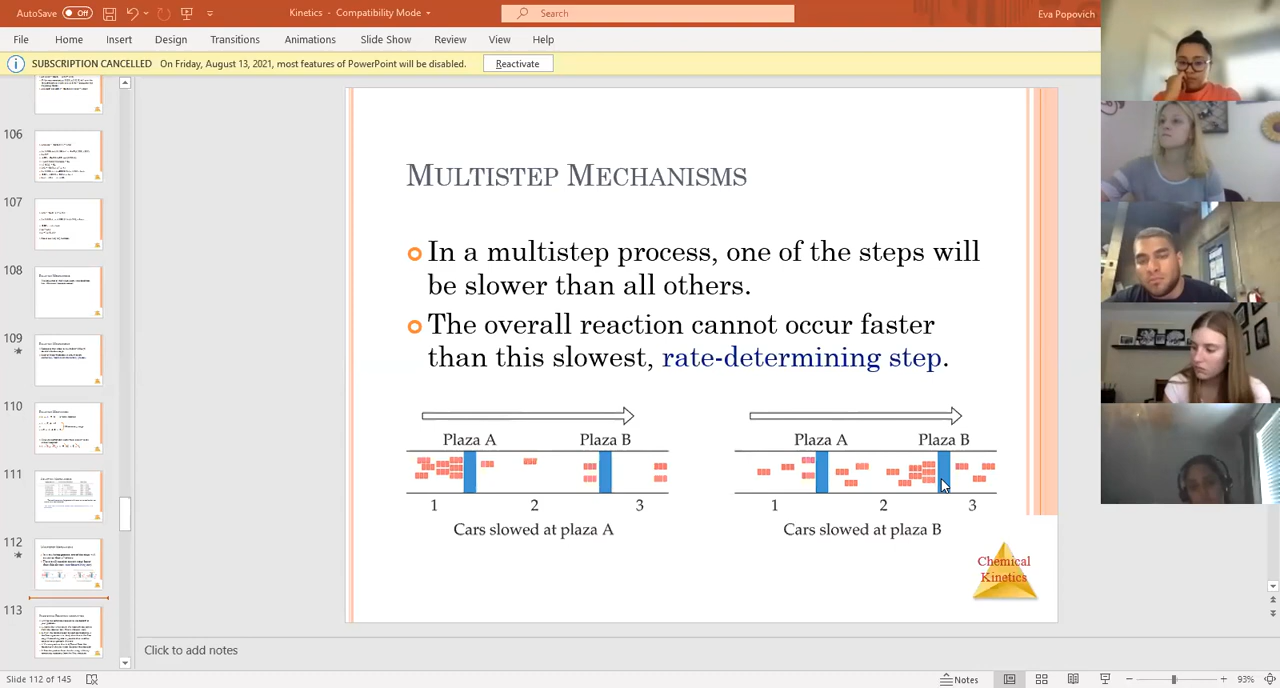 AutoSave Off Kinetics - Compatibility Mode Search Eva Popovich
File Home Insert Design Transitions Animations Slide Show Review View Help
SUBSCRIPTION CANCELLED On Friday, August 13, 2021, most features of PowerPoint will be disabled. Reactivate
106
107
108
109
110
111
112
113
MULTISTEP MECHANISMS
In a multistep process, one of the steps will
be slower than all others.
The overall reaction cannot occur faster
than this slowest, rate-determining step.
Plaza A Plaza B Plaza A Plaza B
1 2 3 1 2 3
Cars slowed at plaza A Cars slowed at plaza B
Chemical
Kinetics
Click to add notes
Slide 112 of 145 Notes 93%